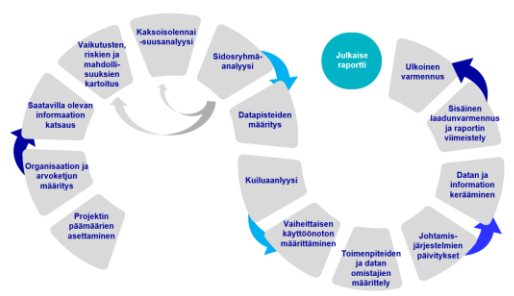 Projektin
päämäärien
asettaminen
Organisaation ja
arvoketjun
määritys
Saatavilla olevan
informaation
katsaus
Vaikutusten,
riskien ja
mahdolli-
suuksien
kartoitus
Kaksoisolennai
-suusanalyysi
Sidosryhmä-
analyysi
Datapisteiden
määritys
Kuiluaanlyysi
Vaiheittaisen
käyttöönoton
määrittäminen
Toimenpiteiden
ja datan
omistajien
määrittely
Johtamis-
järjestelmien
päivitykset
Datan ja
information
kerääminen
Sisäinen
laadunvarmennus
ja raportin
viimeistely
Ulkoinen
varmennus
Julkaise
raportti